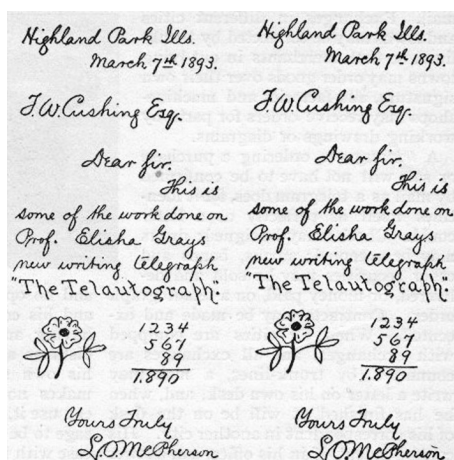 Highland Park Ills.
March 7th 1893.
F.W. Cushing Esq.
Dear Sir,
This is
some of the work done on
Prof. Elisha Grays
new writing telegraph
"The Telautograph".
1234
567
89
1.890
Yours Truly
L.O. McPherson
Highland Park Ills.
March 7th 1893.
F.W. Cushing Esq.
Dear Sir.
This is
some of the work done on
Prof. Elisha Grays
new writing telegraph
"The Telautograph".
1234
567
89
1.890
Yours Truly
L.O. McPherson